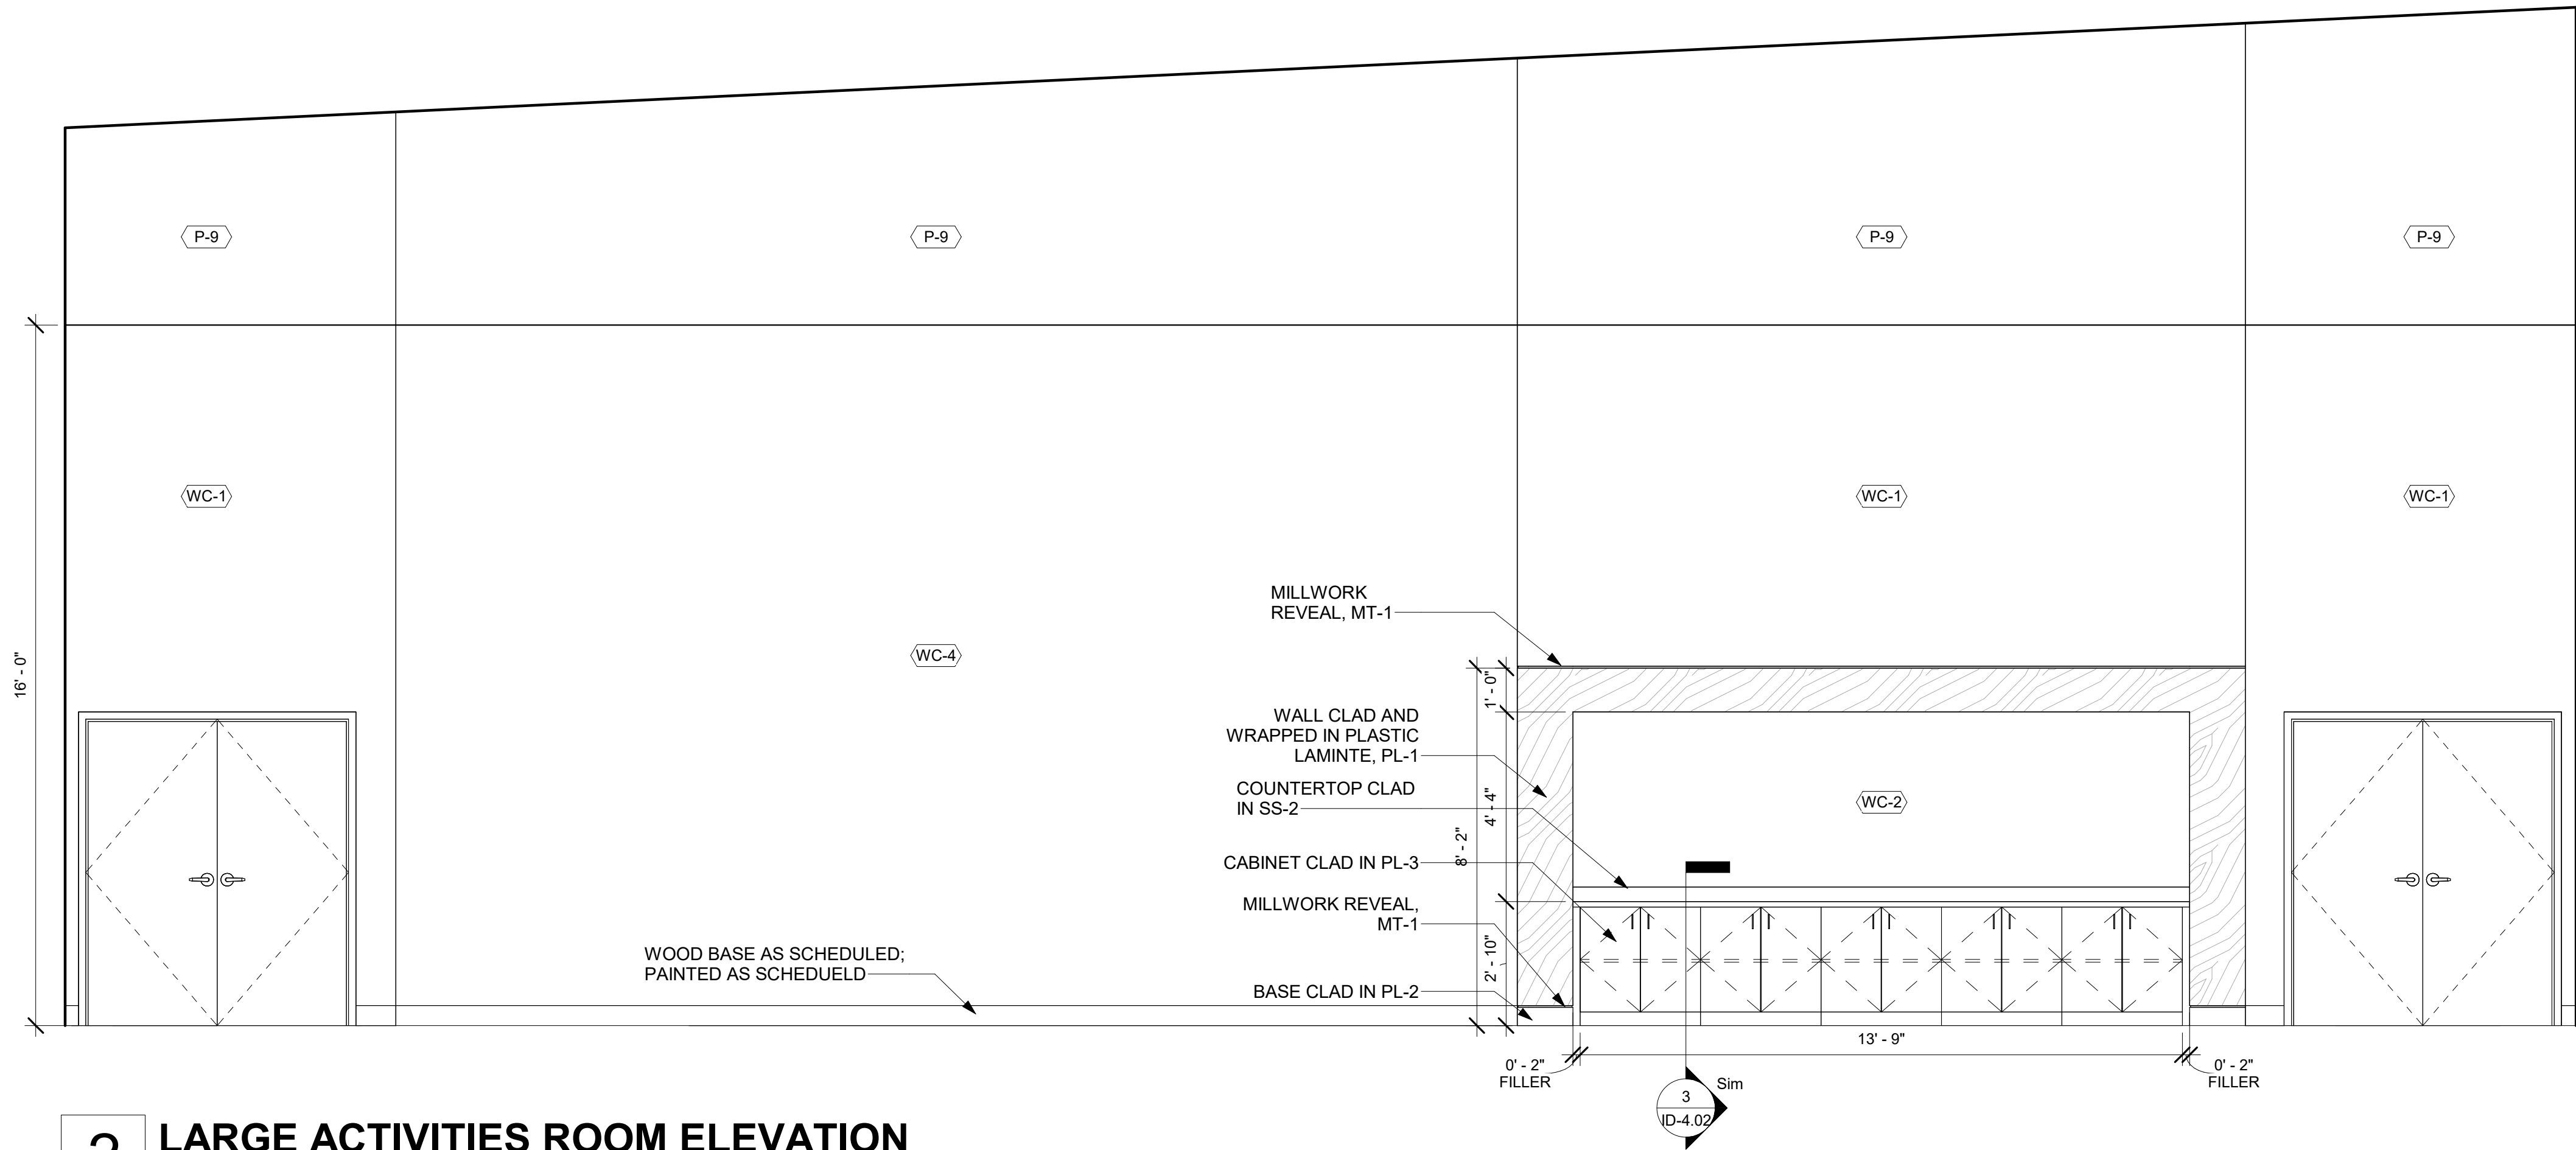 P-9
P-9
P-9
P-9
WC-1
WC-1
WC-1
16' - 0"
WC-4
MILLWORK
REVEAL, MT-1
1' - 0"
WALL CLAD AND
WRAPPED IN PLASTIC
LAMINTE, PL-1
COUNTERTOP CLAD
IN SS-2
4' - 4"
WC-2
8' - 2"
CABINET CLAD IN PL-3
MILLWORK REVEAL,
MT-1
WOOD BASE AS SCHEDULED;
PAINTED AS SCHEDUELD
2' - 10"
BASE CLAD IN PL-2
13' - 9"
0' - 2"
FILLER
0' - 2"
FILLER
Sim
3
ID-4.02
LARGE ACTIVITIES ROOM ELEVATION